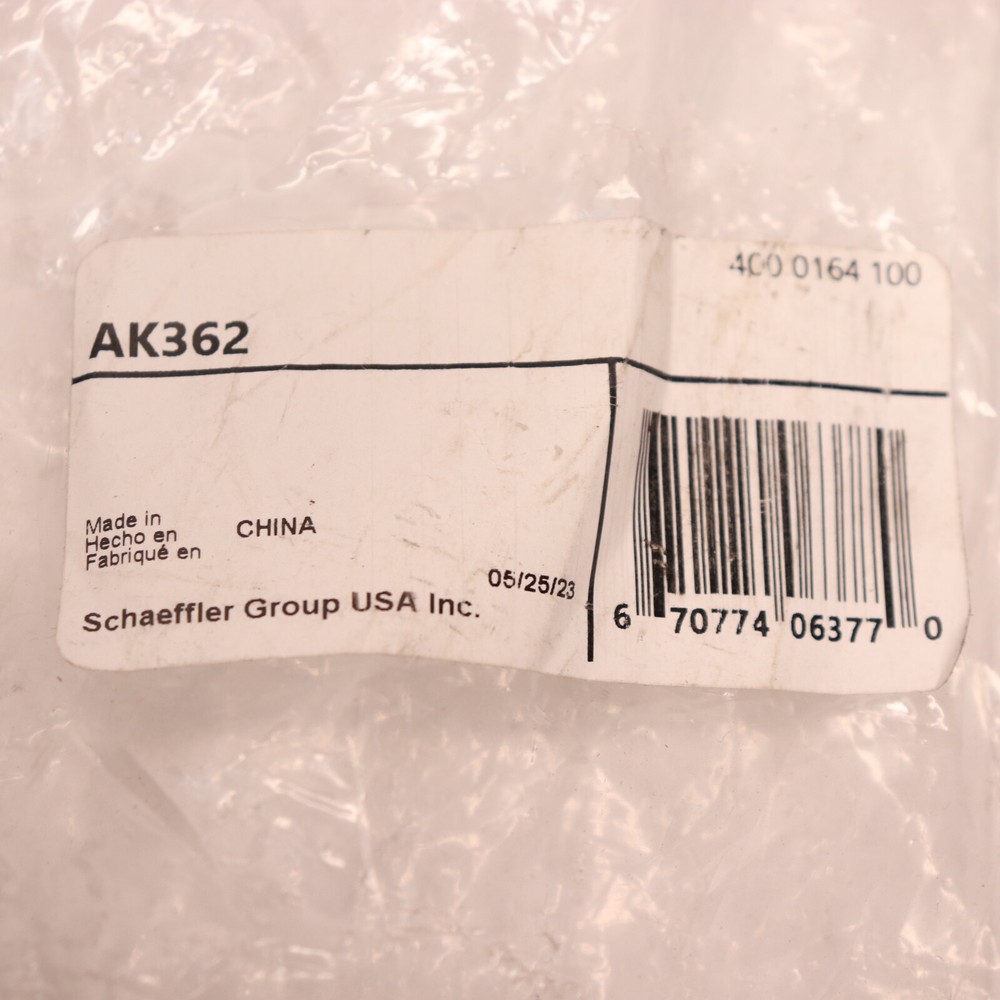 400 0164 100
AK362
Made in
Hecho en
Fabriqué en
CHINA
05/25/23
Schaeffler Group USA Inc.
6 70774 06377 0